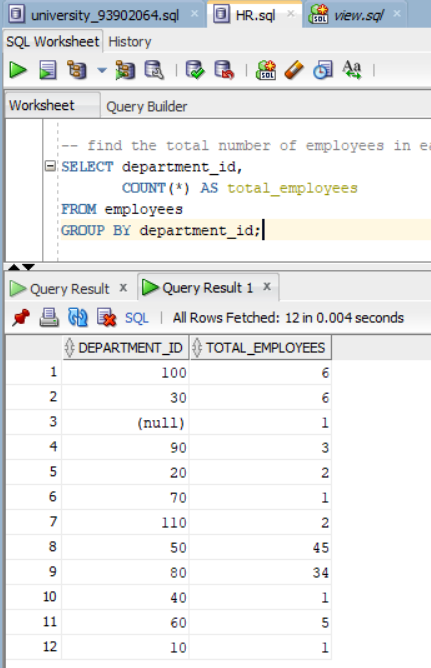 university_93902064.sql × HR.sql × view.sql ×
SQL Worksheet History
Aa
Worksheet Query Builder
-- find the total number of employees in
SELECT department_id,
COUNT(*) AS total_employees
FROM employees
GROUP BY department_id;
Query Result × Query Result 1 ×
SQL | All Rows Fetched: 12 in 0.004 seconds
DEPARTMENT_ID TOTAL_EMPLOYEES
1 100 6
2 30 6
3 (null) 1
4 90 3
5 20 2
6 70 1
7 110 2
8 50 45
9 80 34
10 40 1
11 60 5
12 10 1